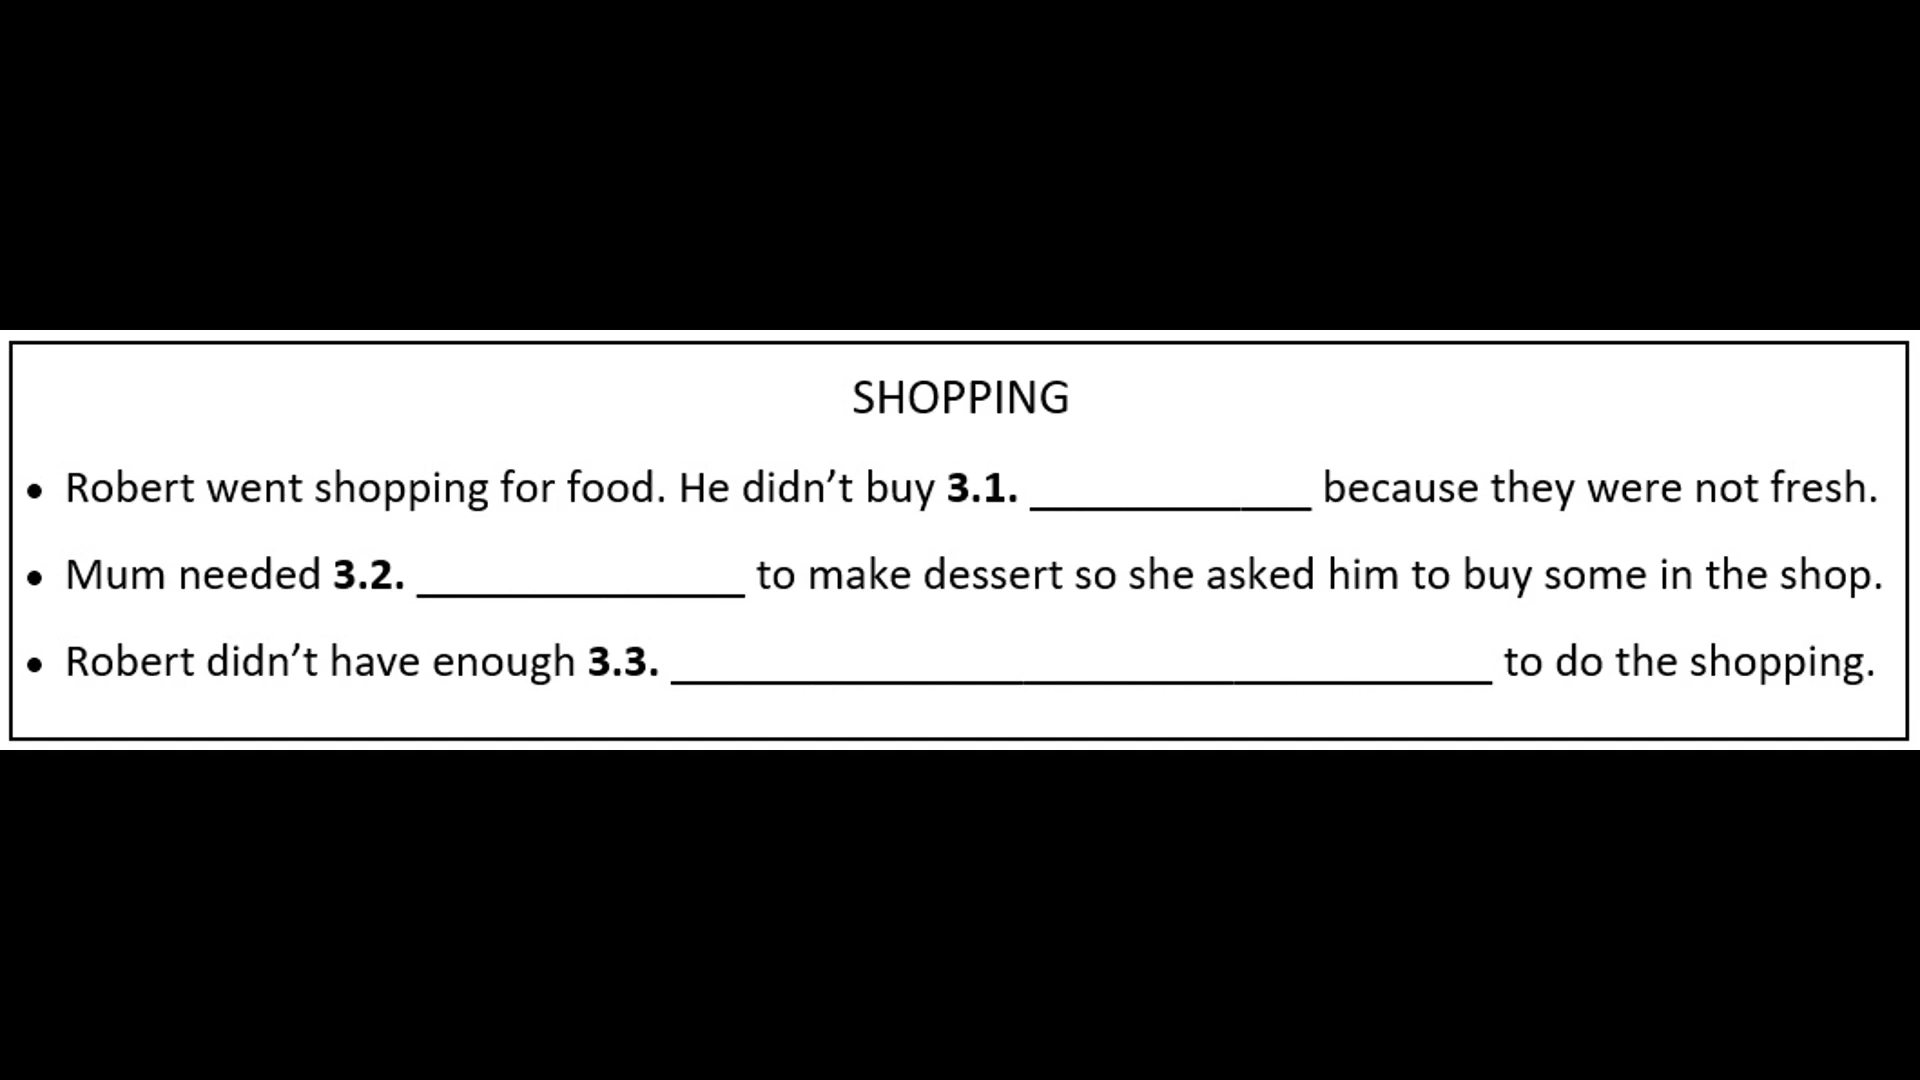 SHOPPING
• Robert went shopping for food. He didn’t buy 3.1. ____________ because they were not fresh.
• Mum needed 3.2. ______________ to make dessert so she asked him to buy some in the shop.
• Robert didn’t have enough 3.3. ___________________________________ to do the shopping.